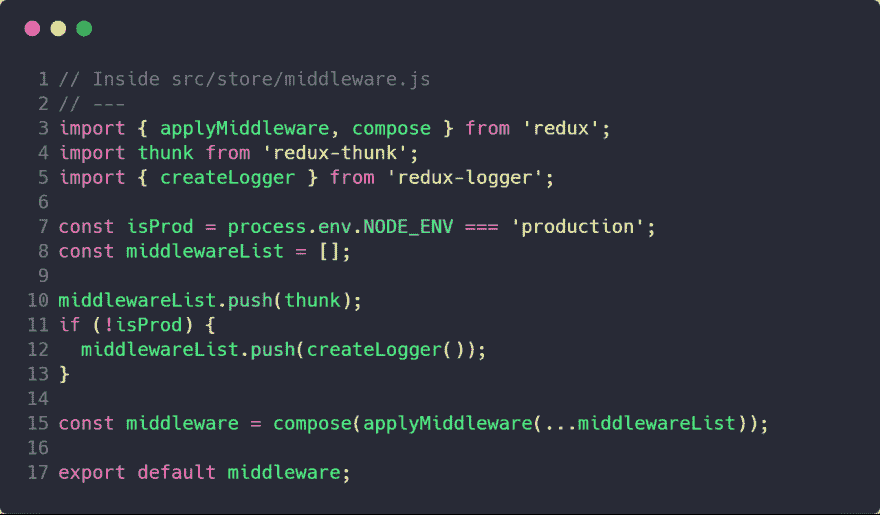 1 // Inside src/store/middleware.js
2 // ---
3 import { applyMiddleware, compose } from 'redux';
4 import thunk from 'redux-thunk';
5 import { createLogger } from 'redux-logger';
6
7 const isProd = process.env.NODE_ENV === 'production';
8 const middlewareList = [];
9
10 middlewareList.push(thunk);
11 if (!isProd) {
12   middlewareList.push(createLogger());
13 }
14
15 const middleware = compose(applyMiddleware(...middlewareList));
16
17 export default middleware;